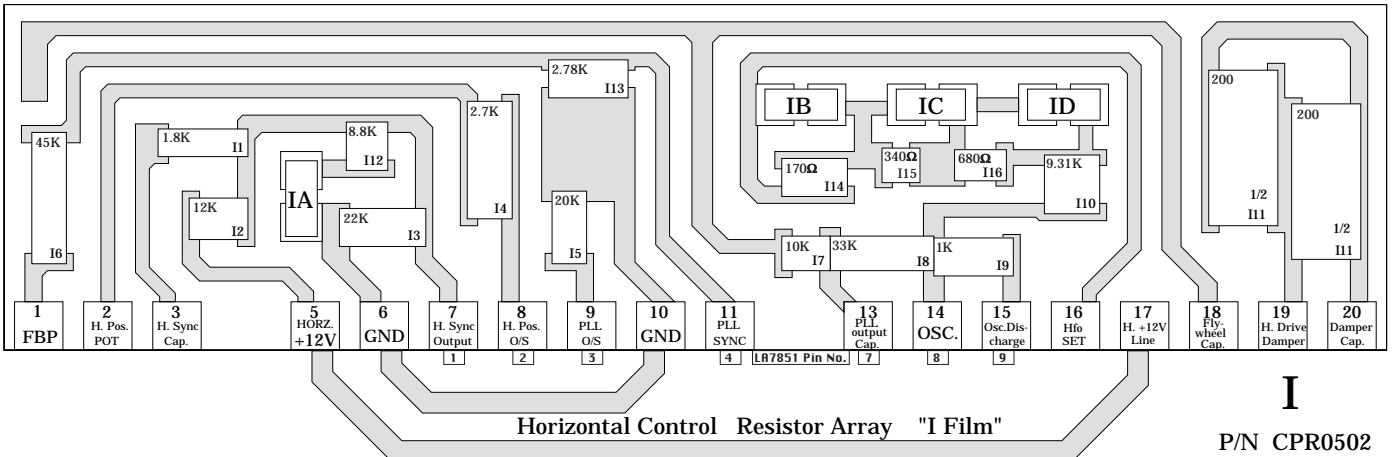 2.78K
I13
IB
IC
ID
200
200
45K
I6
1.8K
I1
8.8K
I12
2.7K
I4
IA
12K
I2
22K
I3
20K
I5
170Ω
I14
340Ω
I15
680Ω
I16
9.31K
I10
1/2
I11
1/2
I11
10K
I7
33K
I8
1K
I9
1
FBP
2
H. Pos.
POT
3
H. Sync
Cap.
5
HORZ.
+12V
6
GND
7
H. Sync
Output
1
8
H. Pos.
O/S
2
9
PLL
O/S
3
10
GND
11
PLL
SYNC
4
LA7851 Pin No.
13
PLL
output
Cap.
7
14
OSC.
8
15
Osc.Dis-
charge
9
16
Hfo
SET
17
H. +12V
Line
18
Fly-
wheel
Cap.
19
H. Drive
Damper
20
Damper
Cap.
Horizontal Control Resistor Array "I Film"
I
P/N CPR0502